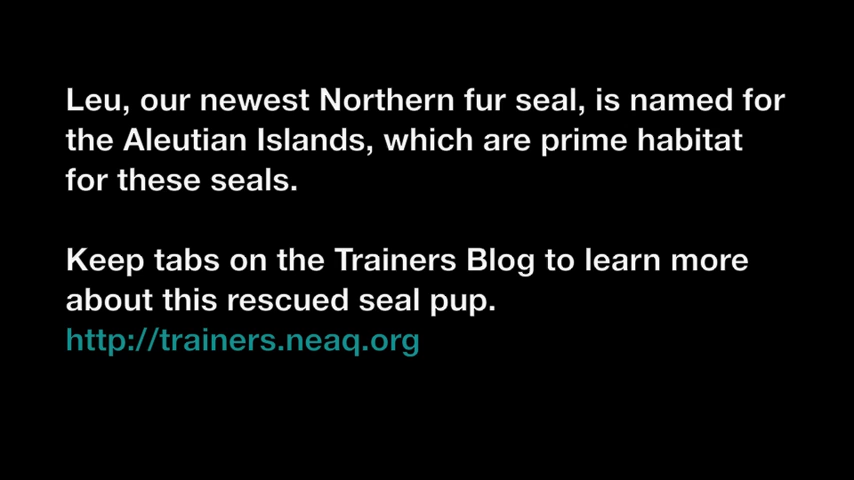 Leu, our newest Northern fur seal, is named for
the Aleutian Islands, which are prime habitat
for these seals.
Keep tabs on the Trainers Blog to learn more
about this rescued seal pup.
http://trainers.neaq.org